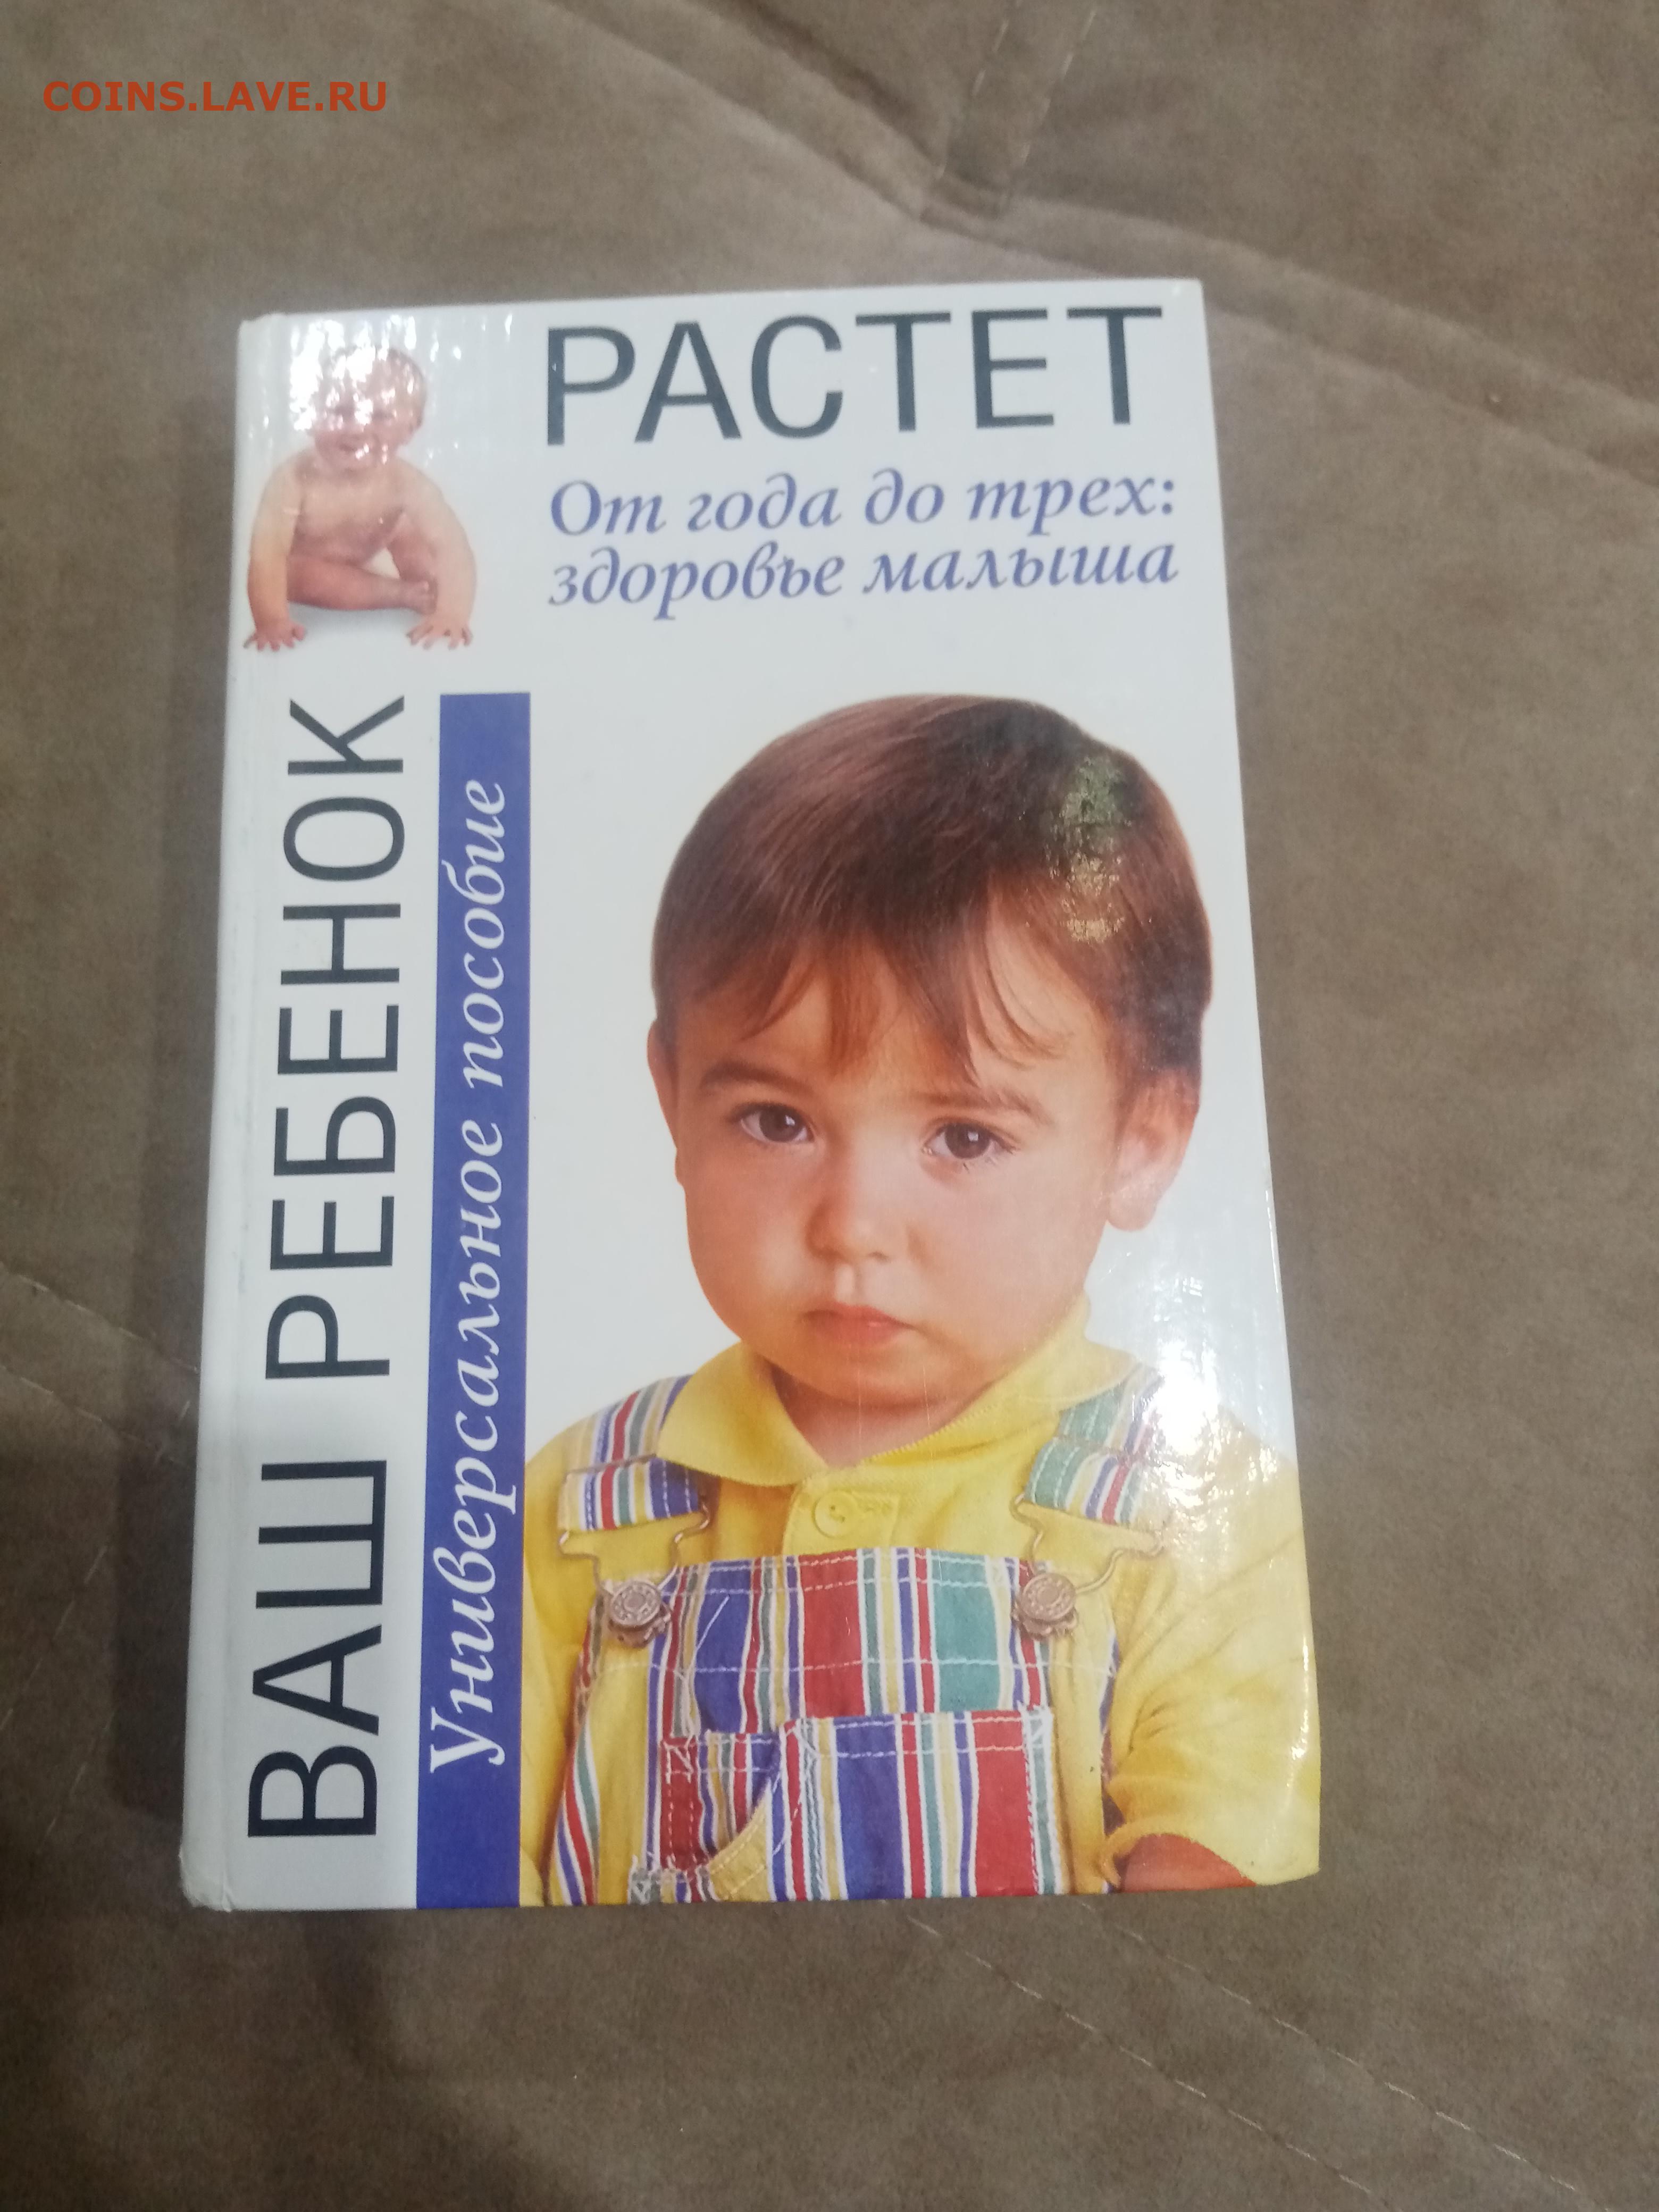 COINS.LAVE.RU
ВАШ РЕБЕНОК
РАСТЕТ
От года до трех:
здоровье малыша
Универсальное пособие